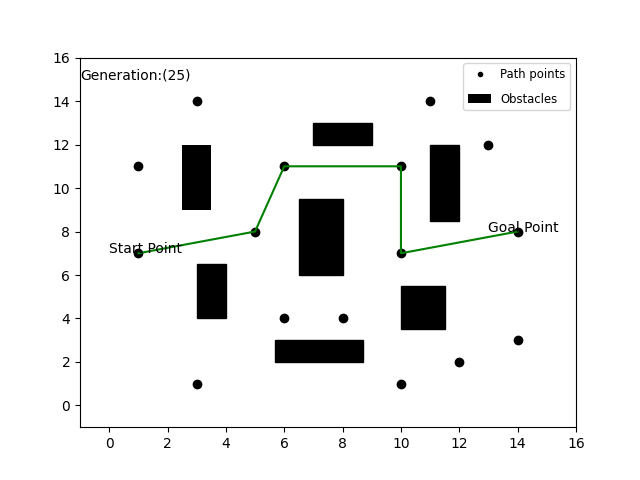 16
Generation:(25)
Path points
Obstacles
14
12
10
8
6
4
2
0
Start Point
Goal Point
0 2 4 6 8 10 12 14 16